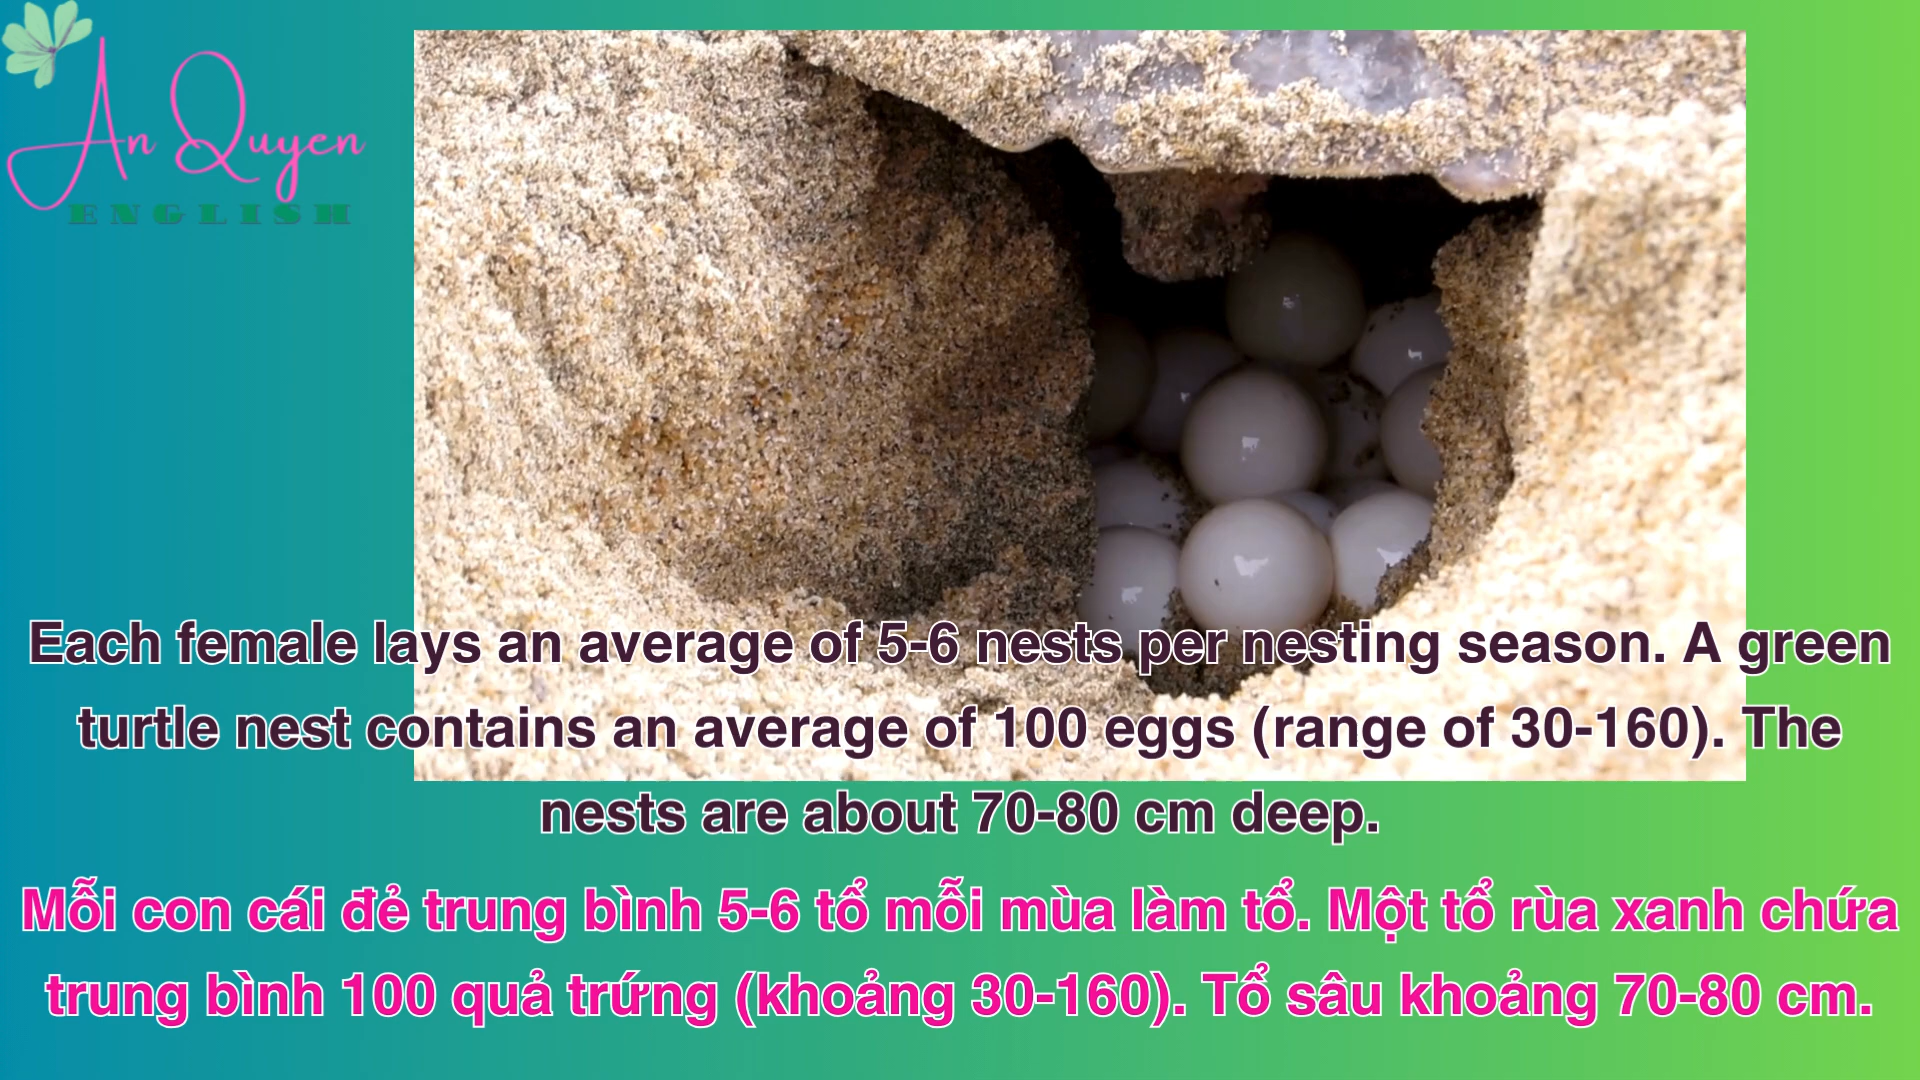 An Quyen
ENGLISH
Each female lays an average of 5-6 nests per nesting season. A green
turtle nest contains an average of 100 eggs (range of 30-160). The
nests are about 70-80 cm deep.
Mỗi con cái đẻ trung bình 5-6 tổ mỗi mùa làm tổ. Một tổ rùa xanh chứa
trung bình 100 quả trứng (khoảng 30-160). Tổ sâu khoảng 70-80 cm.